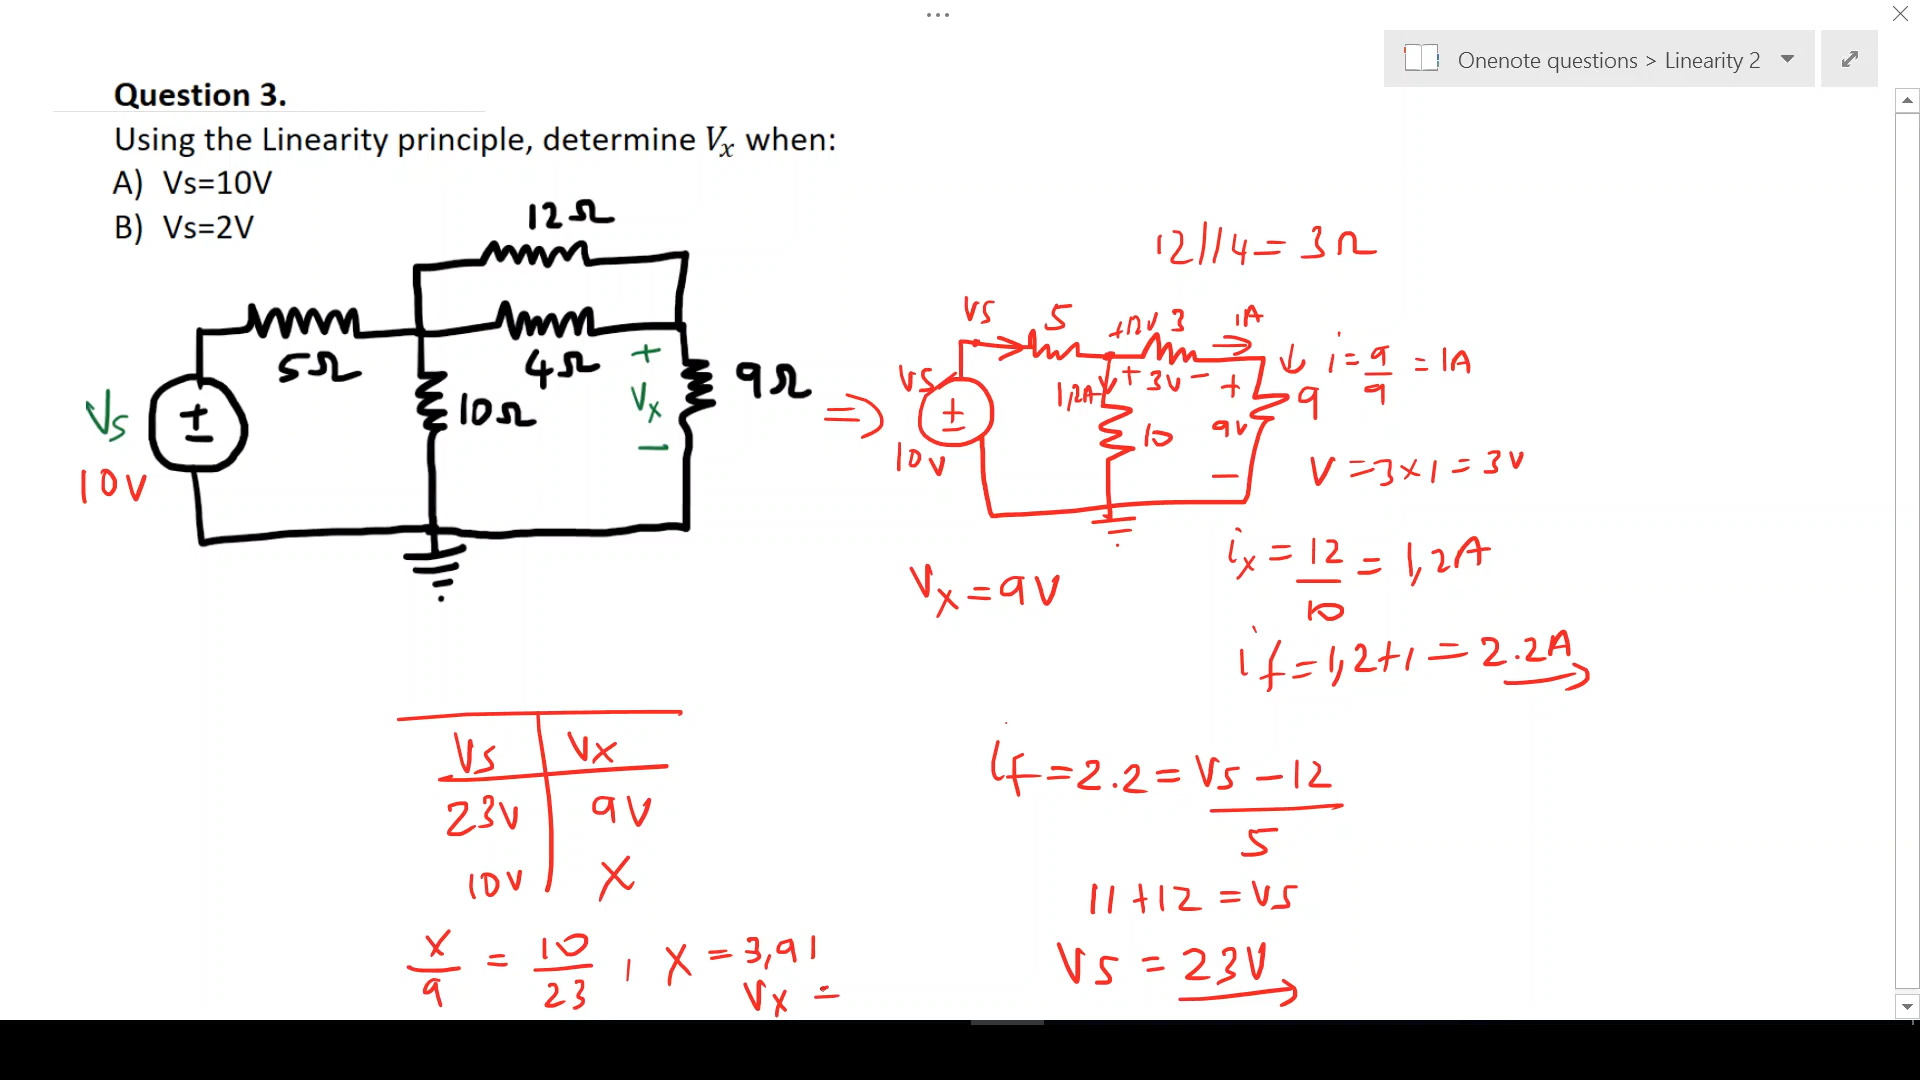 ...
Onenote questions > Linearity 2
Question 3.
Using the Linearity principle, determine Vx when:
A) Vs=10V
B) Vs=2V
12Ω
5Ω
4Ω
+
Vx
−
9Ω
10Ω
Vs
+
−
10V
12//4 = 3Ω
⇒
Vs
5
+12V
3
1A
Vs
+
−
10V
1,2A
+ 3V −
+
9V
−
9
10
i = 9/9 = 1A
V = 3×1 = 3V
ix = 12/10 = 1,2A
if = 1,2+1 = 2.2A
Vx = 9V
Vs Vx
23V 9V
10V X
x/9 = 10/23 , X = 3,91
Vx =
if = 2.2 = Vs − 12 / 5
11 + 12 = Vs
Vs = 23V